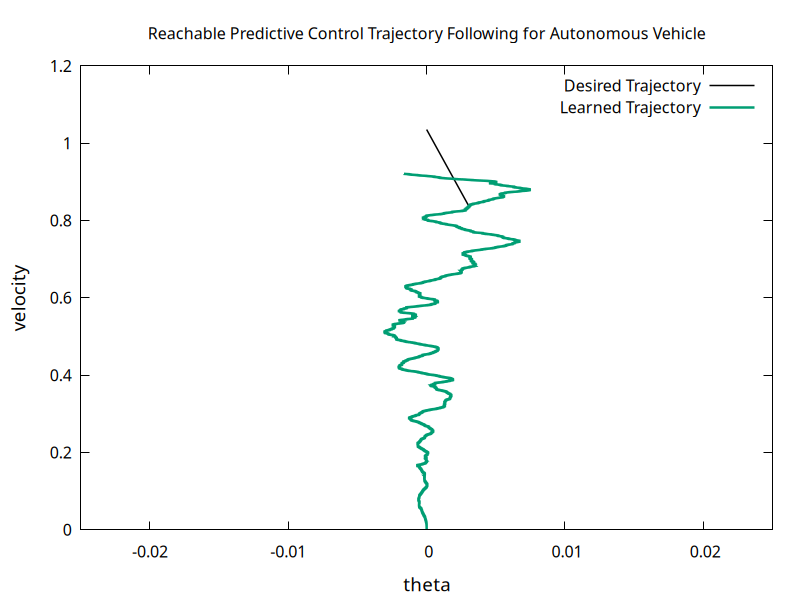 Reachable Predictive Control Trajectory Following for Autonomous Vehicle
1.2
Desired Trajectory
Learned Trajectory
1
0.8
0.6
0.4
0.2
0
velocity
-0.02
-0.01
0
0.01
0.02
theta